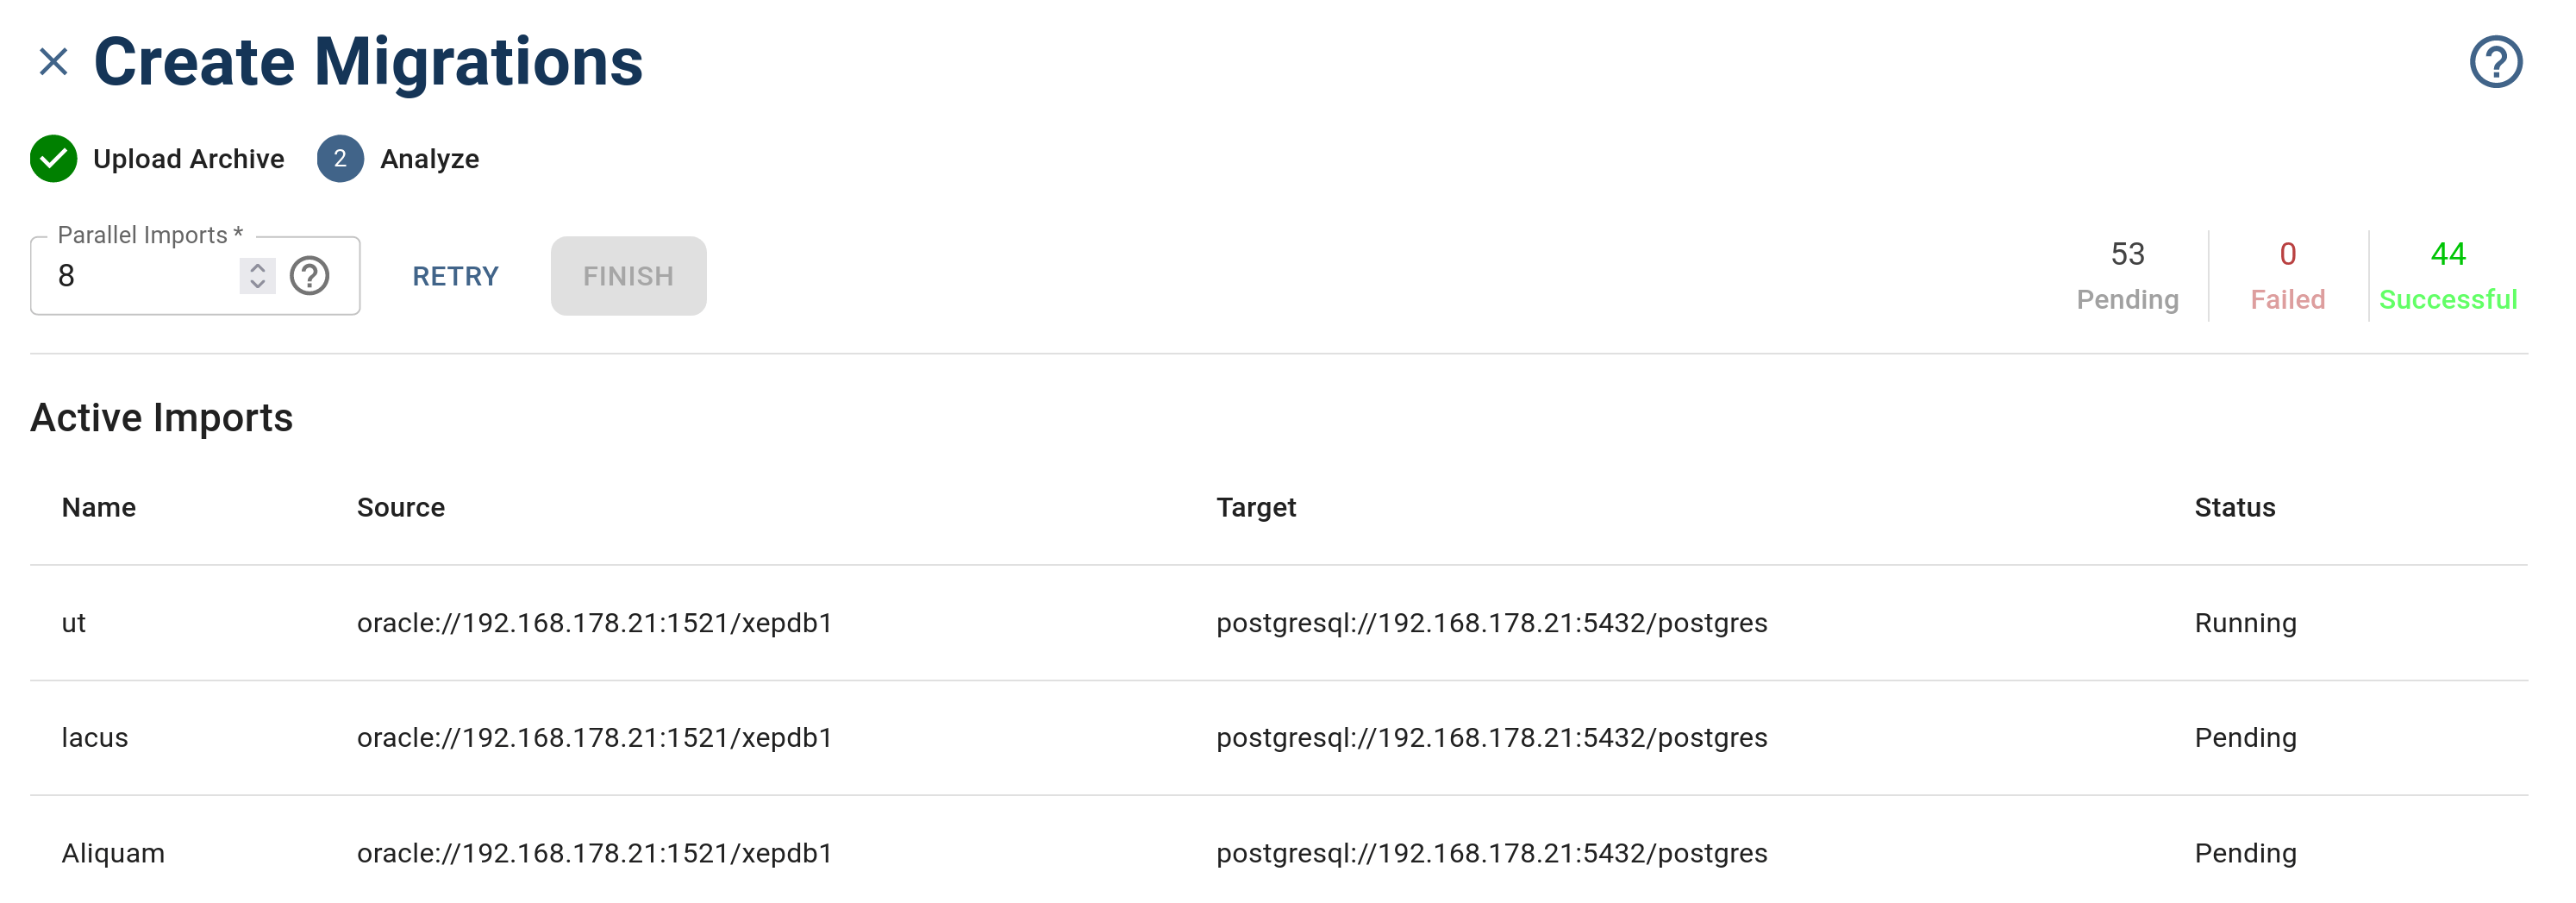 Create Migrations
Upload Archive 2 Analyze
Parallel Imports *
8 RETRY FINISH
53 0 44
Pending Failed Successful
Active Imports
Name Source Target Status
ut oracle://192.168.178.21:1521/xepdb1 postgresql://192.168.178.21:5432/postgres Running
lacus oracle://192.168.178.21:1521/xepdb1 postgresql://192.168.178.21:5432/postgres Pending
Aliquam oracle://192.168.178.21:1521/xepdb1 postgresql://192.168.178.21:5432/postgres Pending